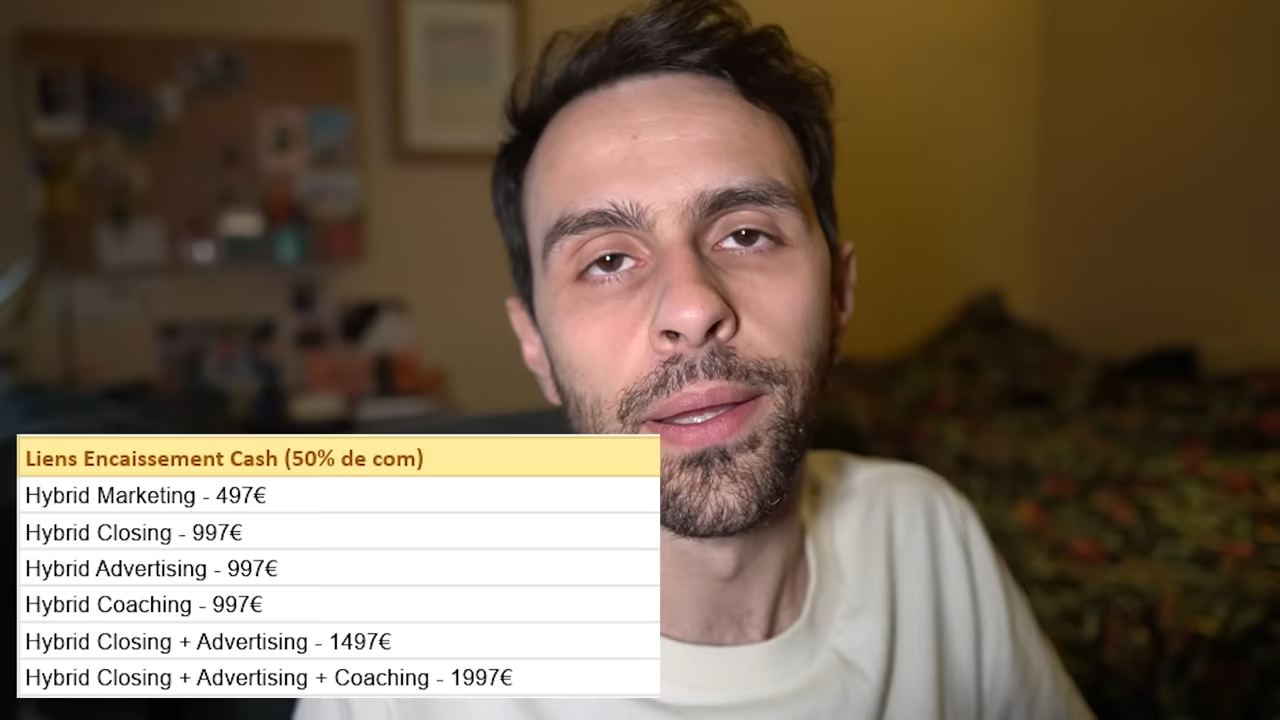 Liens Encaissement Cash (50% de com)
Hybrid Marketing - 497€
Hybrid Closing - 997€
Hybrid Advertising - 997€
Hybrid Coaching - 997€
Hybrid Closing + Advertising - 1497€
Hybrid Closing + Advertising + Coaching - 1997€